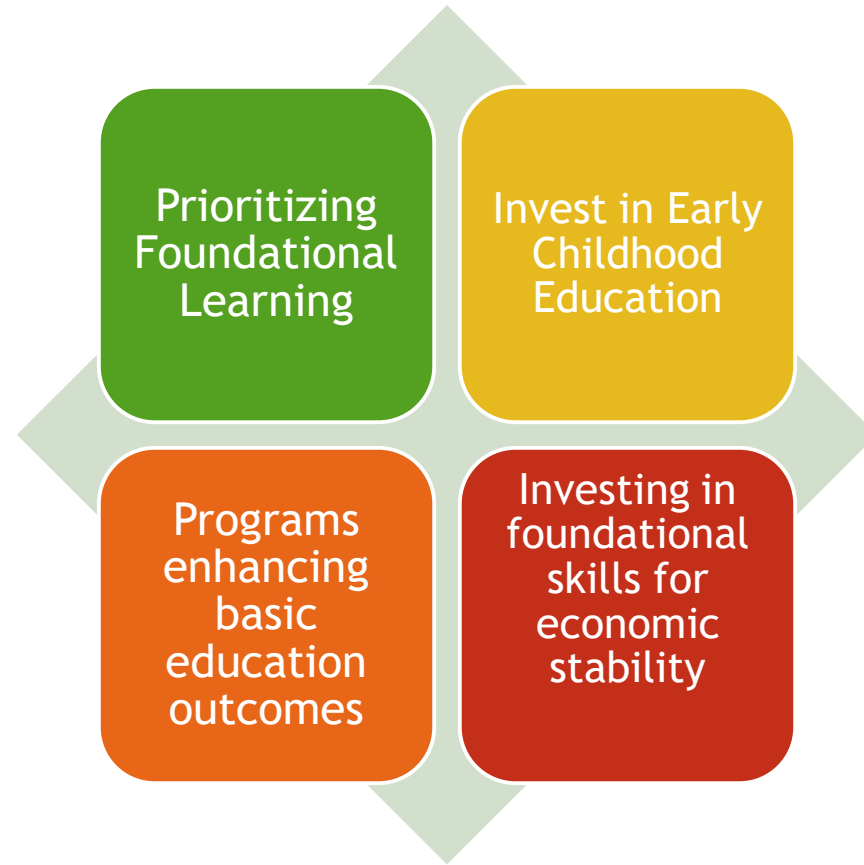 Prioritizing
Foundational
Learning
Invest in Early
Childhood
Education
Programs
enhancing
basic
education
outcomes
Investing in
foundational
skills for
economic
stability